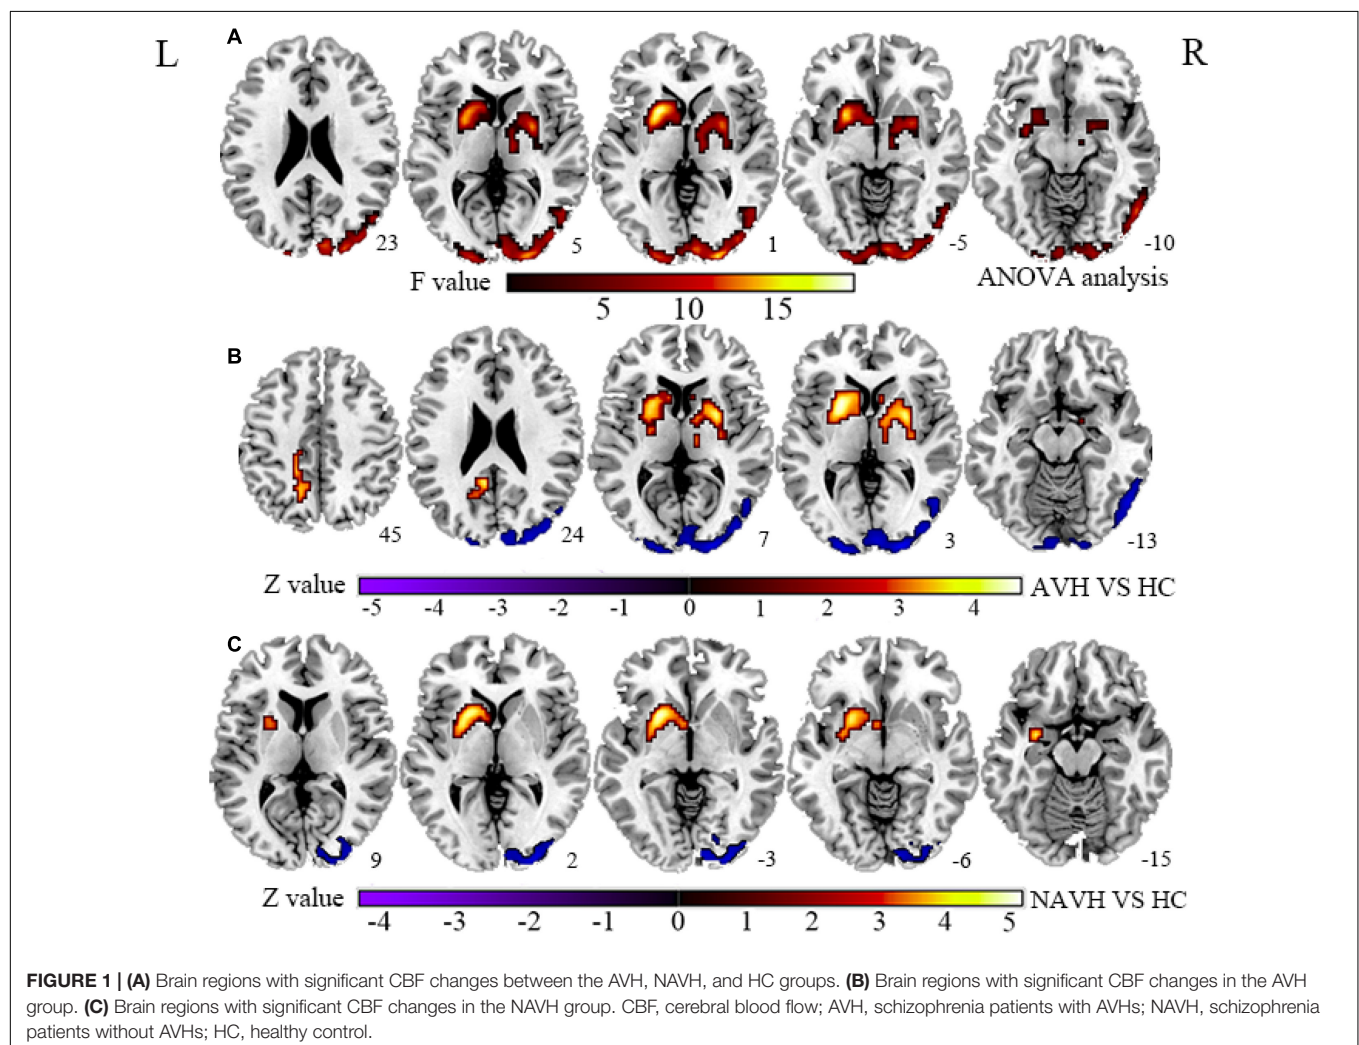 A
L
R
23
5
1
-5
-10
F value
ANOVA analysis
5 10 15
B
45
24
7
3
-13
Z value
AVH VS HC
-5 -4 -3 -2 -1 0 1 2 3 4
C
9
2
-3
-6
-15
Z value
NAVH VS HC
-4 -3 -2 -1 0 1 2 3 4 5
FIGURE 1 | (A) Brain regions with significant CBF changes between the AVH, NAVH, and HC groups. (B) Brain regions with significant CBF changes in the AVH
group. (C) Brain regions with significant CBF changes in the NAVH group. CBF, cerebral blood flow; AVH, schizophrenia patients with AVHs; NAVH, schizophrenia
patients without AVHs; HC, healthy control.